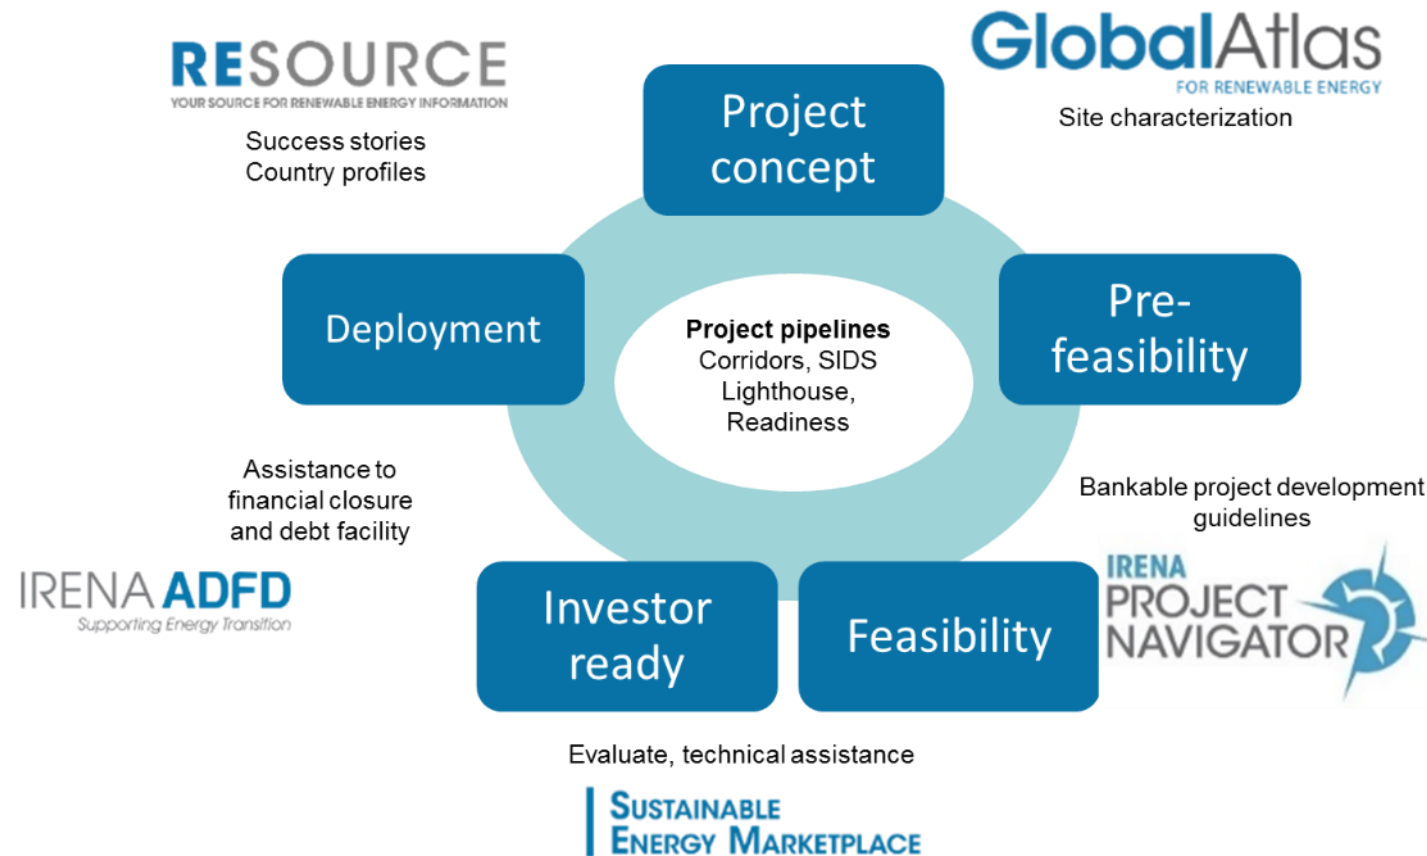 RESOURCE
YOUR SOURCE FOR RENEWABLE ENERGY INFORMATION
Success stories
Country profiles
GlobalAtlas
FOR RENEWABLE ENERGY
Site characterization
Project
concept
Pre-
feasibility
Deployment
Project pipelines
Corridors, SIDS
Lighthouse,
Readiness
Assistance to
financial closure
and debt facility
IRENA ADFD
Supporting Energy Transition
Bankable project development
guidelines
IRENA
PROJECT
NAVIGATOR
Investor
ready
Feasibility
Evaluate, technical assistance
SUSTAINABLE
ENERGY MARKETPLACE